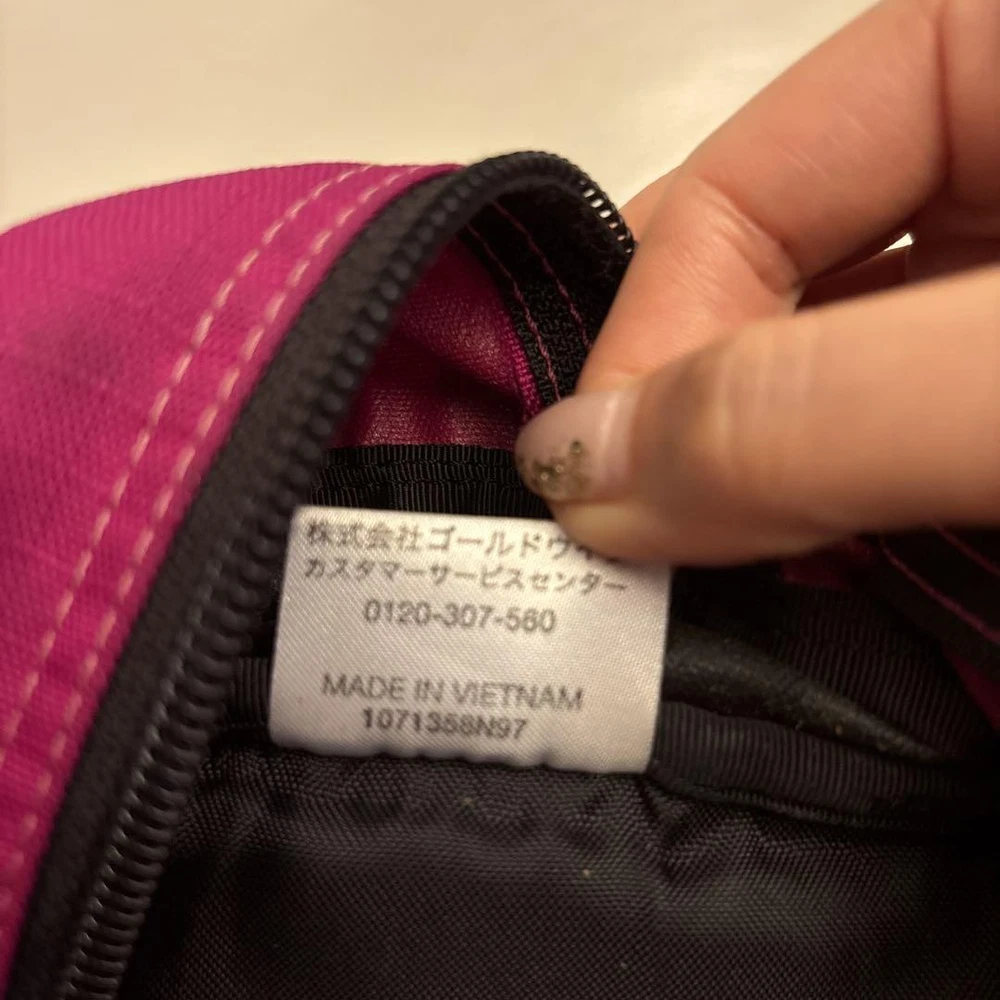 株式会社ゴールドウイ
カスタマーサービスセンター
0120-307-560
MADE IN VIETNAM
1071358N97